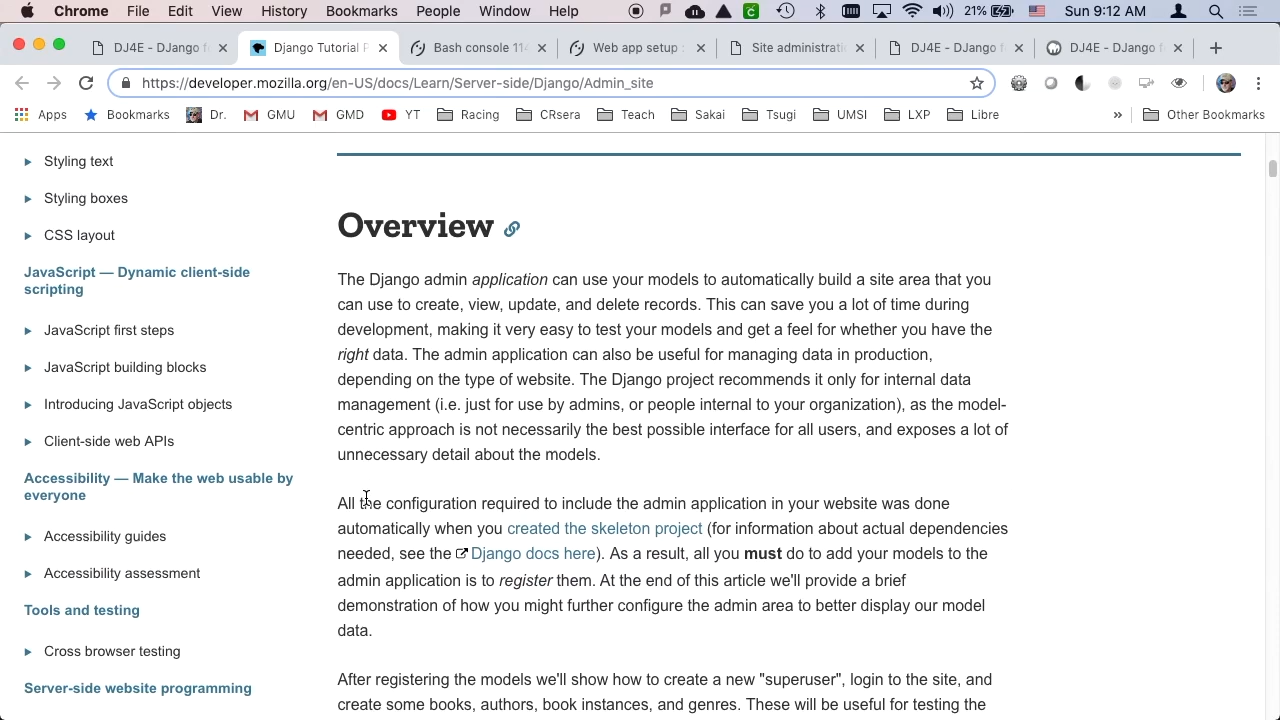 Chrome File Edit View History Bookmarks People Window Help 21% Sun 9:12 AM
DJ4E - DJango f
Django Tutorial P
Bash console 114
Web app setup :
Site administrati
DJ4E - DJango f
DJ4E - DJango f
https://developer.mozilla.org/en-US/docs/Learn/Server-side/Django/Admin_site
Apps Bookmarks Dr. GMU GMD YT Racing CRsera Teach Sakai Tsugi UMSI LXP Libre » Other Bookmarks
Styling text
Styling boxes
CSS layout
JavaScript — Dynamic client-side
scripting
JavaScript first steps
JavaScript building blocks
Introducing JavaScript objects
Client-side web APIs
Accessibility — Make the web usable by
everyone
Accessibility guides
Accessibility assessment
Tools and testing
Cross browser testing
Server-side website programming
Overview
The Django admin application can use your models to automatically build a site area that you
can use to create, view, update, and delete records. This can save you a lot of time during
development, making it very easy to test your models and get a feel for whether you have the
right data. The admin application can also be useful for managing data in production,
depending on the type of website. The Django project recommends it only for internal data
management (i.e. just for use by admins, or people internal to your organization), as the model-
centric approach is not necessarily the best possible interface for all users, and exposes a lot of
unnecessary detail about the models.
All the configuration required to include the admin application in your website was done
automatically when you created the skeleton project (for information about actual dependencies
needed, see the Django docs here). As a result, all you must do to add your models to the
admin application is to register them. At the end of this article we'll provide a brief
demonstration of how you might further configure the admin area to better display our model
data.
After registering the models we'll show how to create a new "superuser", login to the site, and
create some books, authors, book instances, and genres. These will be useful for testing the